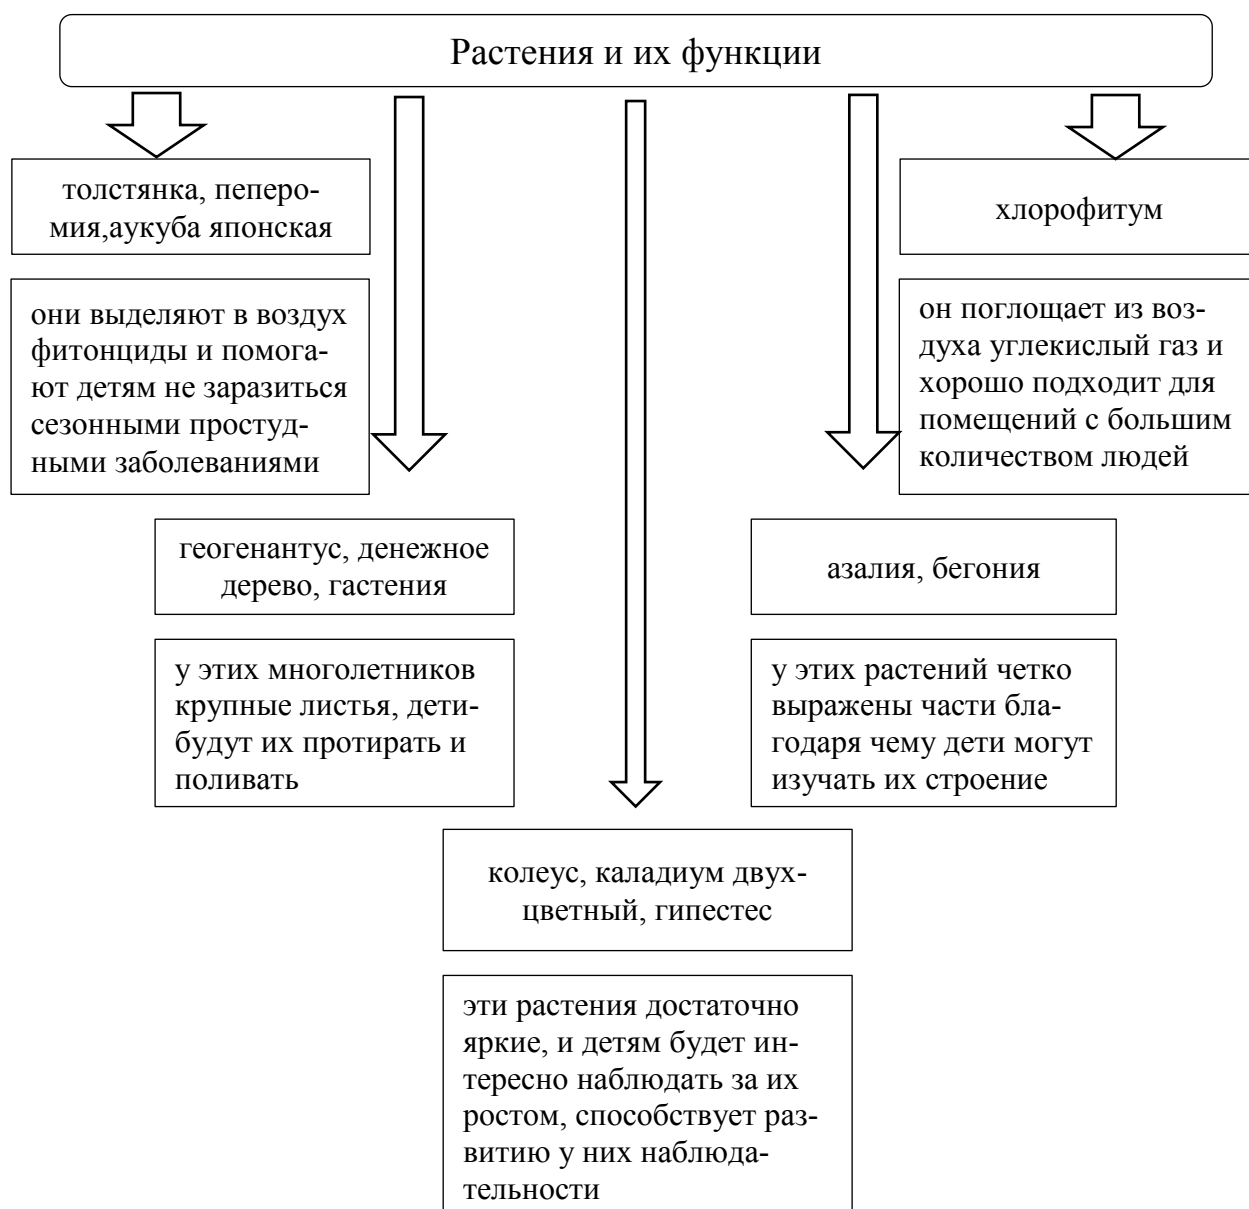 Растения и их функции
толстянка, пеперо-
мия,аукуба японская
они выделяют в воздух
фитонциды и помога-
ют детям не заразиться
сезонными простуд-
ными заболеваниями
хлорофитум
он поглощает из воз-
духа углекислый газ и
хорошо подходит для
помещений с большим
количеством людей
геогенантус, денежное
дерево, гастения
у этих многолетников
крупные листья, дети-
будут их протирать и
поливать
азалия, бегония
у этих растений четко
выражены части бла-
годаря чему дети могут
изучать их строение
колеус, каладиум двух-
цветный, гипестес
эти растения достаточно
яркие, и детям будет ин-
тересно наблюдать за их
ростом, способствует раз-
витию у них наблюда-
тельности